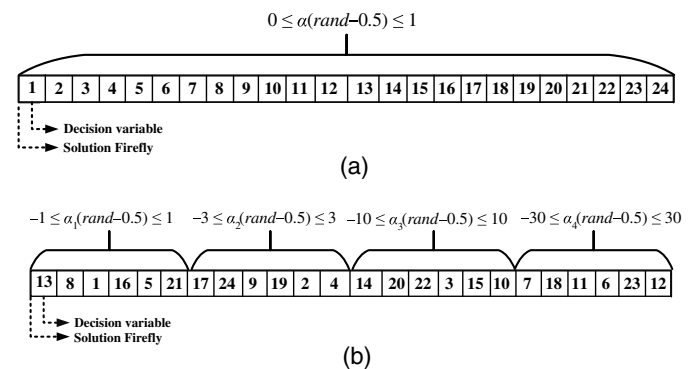 0 ≤ α(rand–0.5) ≤ 1
1 2 3 4 5 6 7 8 9 10 11 12 13 14 15 16 17 18 19 20 21 22 23 24
Decision variable
Solution Firefly
(a)
–1 ≤ α₁(rand–0.5) ≤ 1 –3 ≤ α₂(rand–0.5) ≤ 3 –10 ≤ α₃(rand–0.5) ≤ 10 –30 ≤ α₄(rand–0.5) ≤ 30
13 8 1 16 5 21 17 24 9 19 2 4 14 20 22 3 15 10 7 18 11 6 23 12
Decision variable
Solution Firefly
(b)